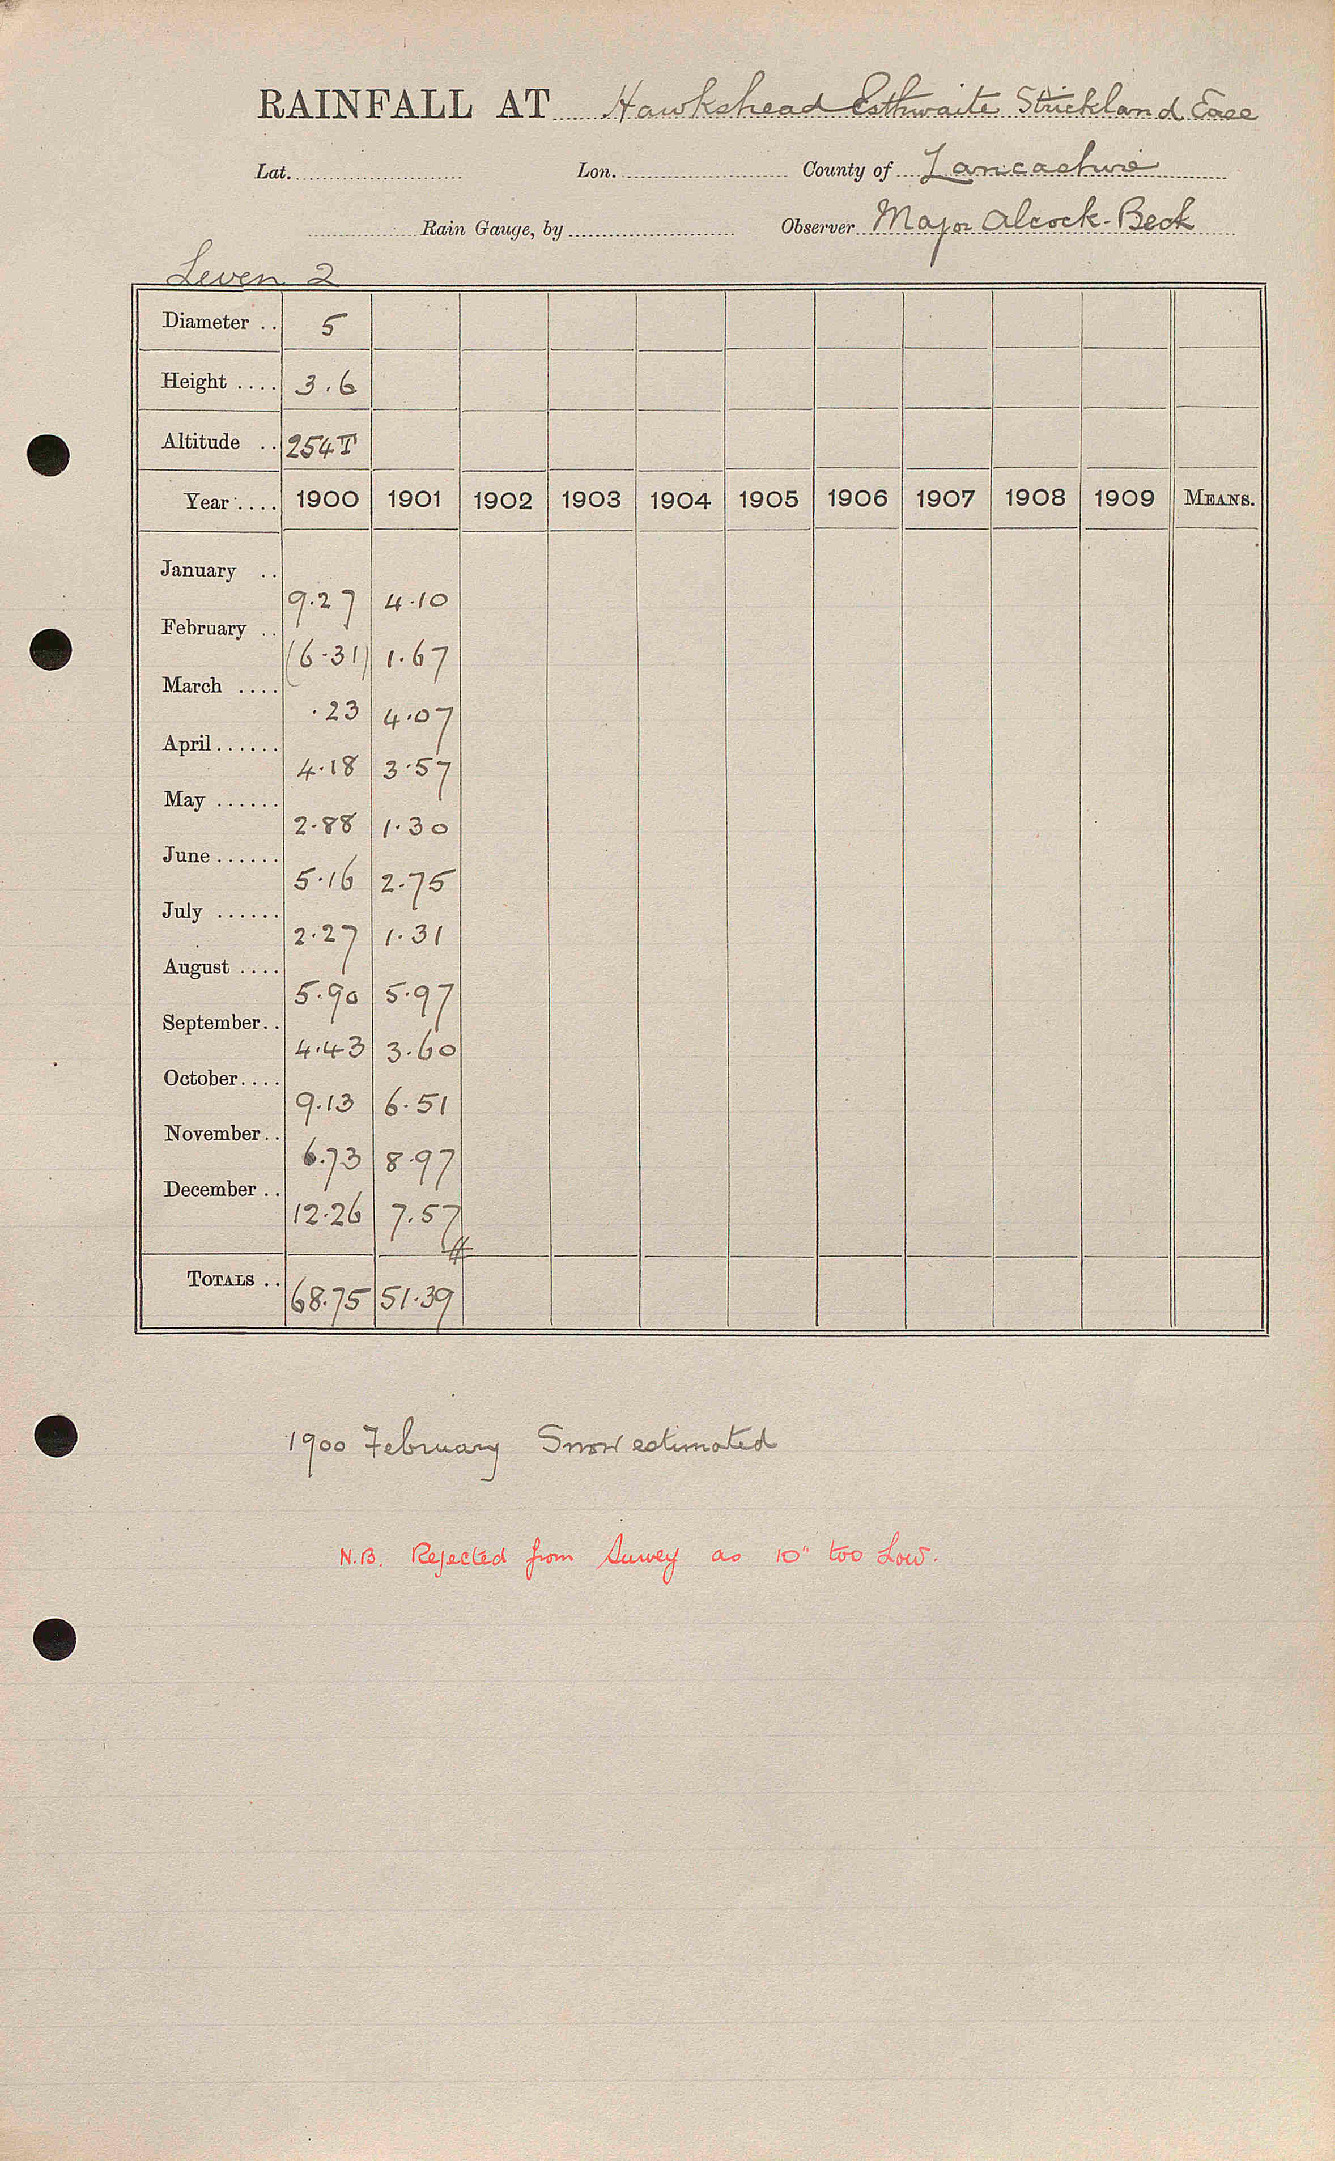 RAINFALL AT Hawkshead Esthwaite Strickland Ease
Lat. Lon. County of Lancashire
Rain Gauge, by Observer Major Alcock-Beck
Leven 2
Diameter .. 5
Height .... 3.6
Altitude .. 254T
Year .... 1900 1901 1902 1903 1904 1905 1906 1907 1908 1909 MEANS.
January .. 9.27 4.10
February .. (6.31) 1.67
March .... .23 4.07
April ...... 4.18 3.57
May ...... 2.88 1.30
June ...... 5.16 2.75
July ...... 2.27 1.31
August .... 5.90 5.97
September .. 4.43 3.60
October .... 9.13 6.51
November .. 6.73 8.97
December .. 12.26 7.57
TOTALS .. 68.75 51.39
1900 February Snow estimated
N.B. Rejected from Survey as 10" too Low.